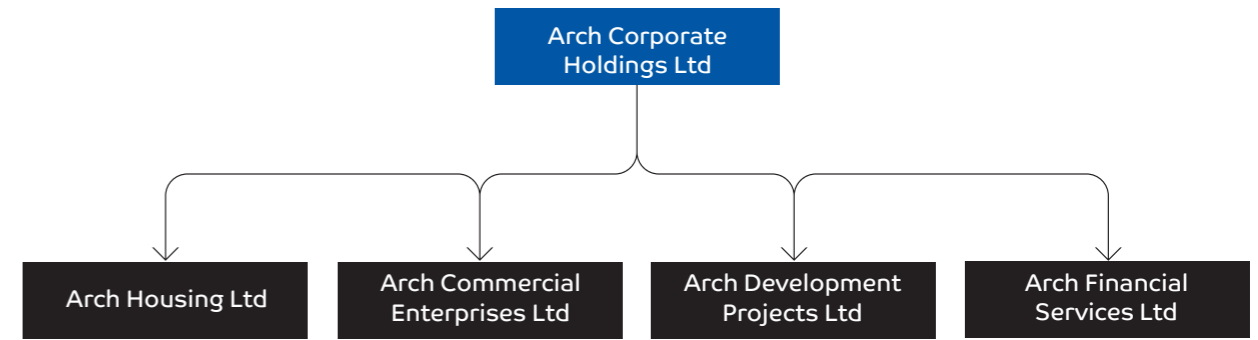 Arch Corporate
Holdings Ltd
Arch Housing Ltd
Arch Commercial
Enterprises Ltd
Arch Development
Projects Ltd
Arch Financial
Services Ltd